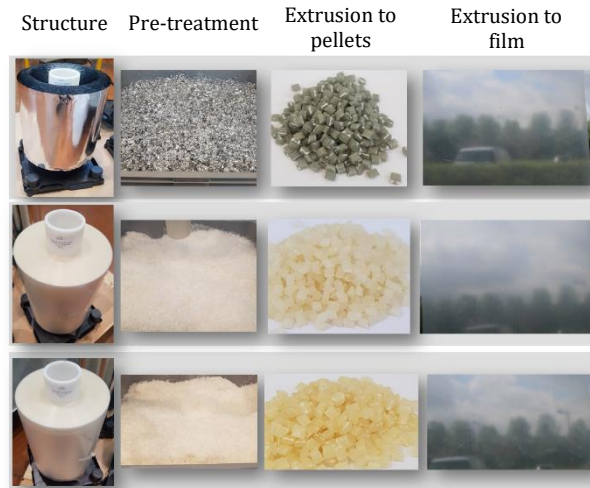 Structure
Pre-treatment
Extrusion to
pellets
Extrusion to
film